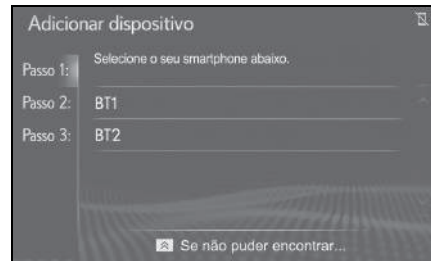 Adicionar dispositivo
Passo 1:
Selecione o seu smartphone abaixo.
Passo 2:
BT1
Passo 3:
BT2
Se não puder encontrar...